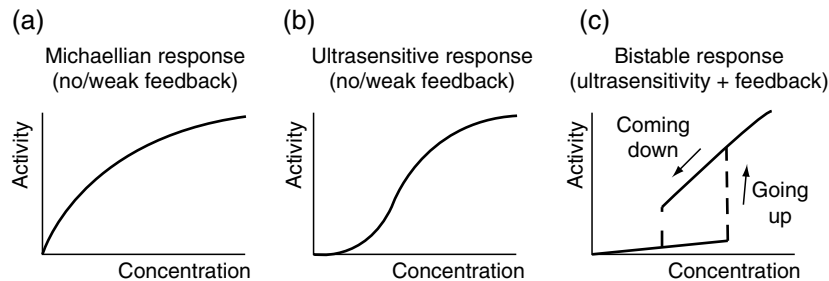 (a)
Michaellian response
(no/weak feedback)
Activity
Concentration
(b)
Ultrasensitive response
(no/weak feedback)
Activity
Concentration
(c)
Bistable response
(ultrasensitivity + feedback)
Activity
Coming
down
Going
up
Concentration